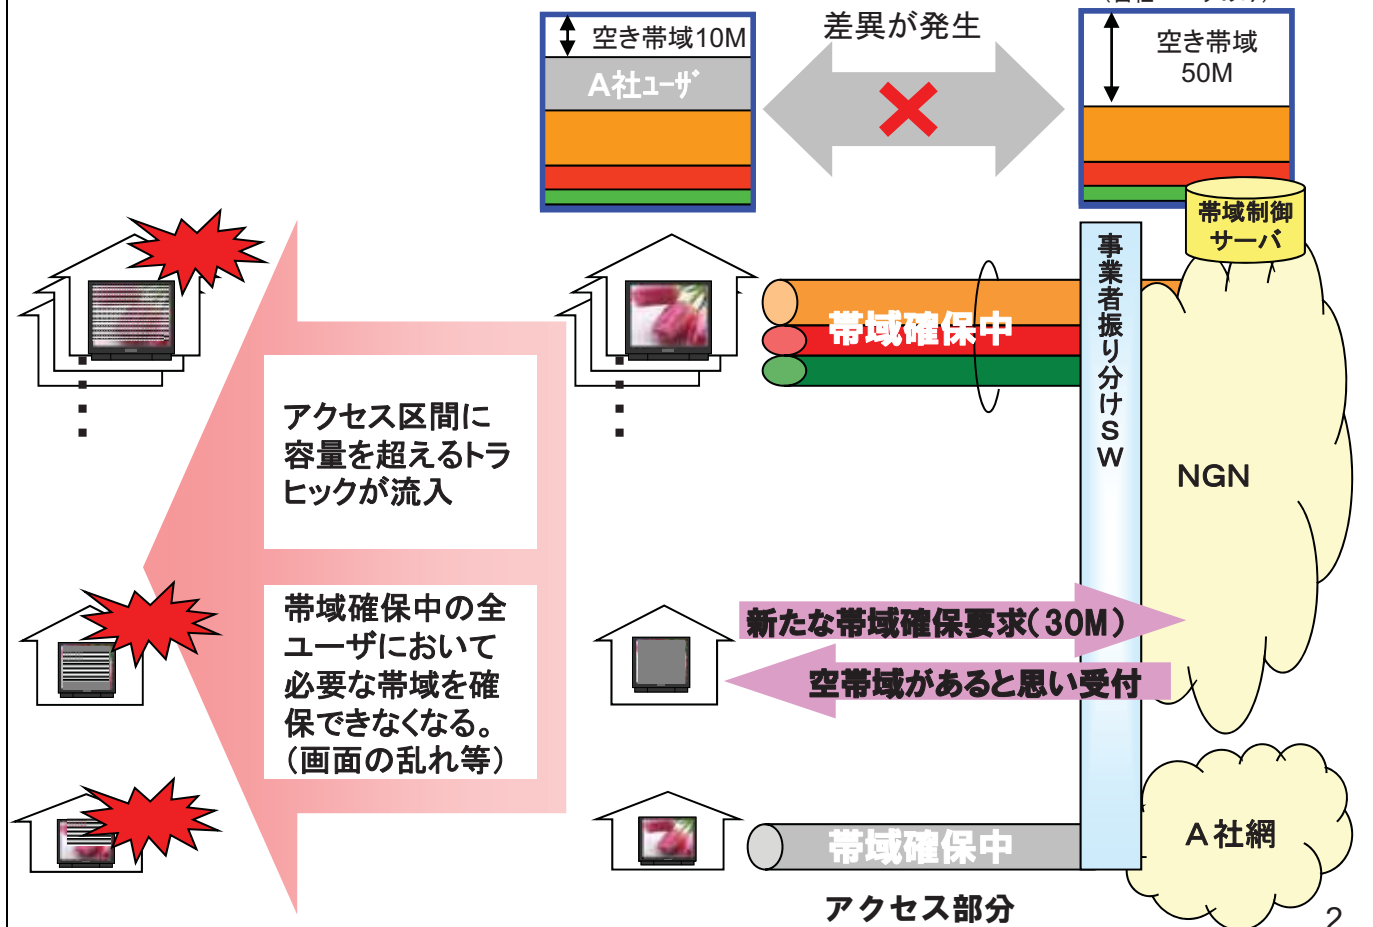 空き帯域10M
A社ﾕｰｻﾞ
差異が発生
空き帯域
50M
帯域制御
サーバ
事業者振り分けSW
帯域確保中
NGN
アクセス区間に
容量を超えるトラ
ヒックが流入
帯域確保中の全
ユーザにおいて
必要な帯域を確
保できなくなる。
(画面の乱れ等)
新たな帯域確保要求(30M)
空帯域があると思い受付
帯域確保中
A社網
アクセス部分
2